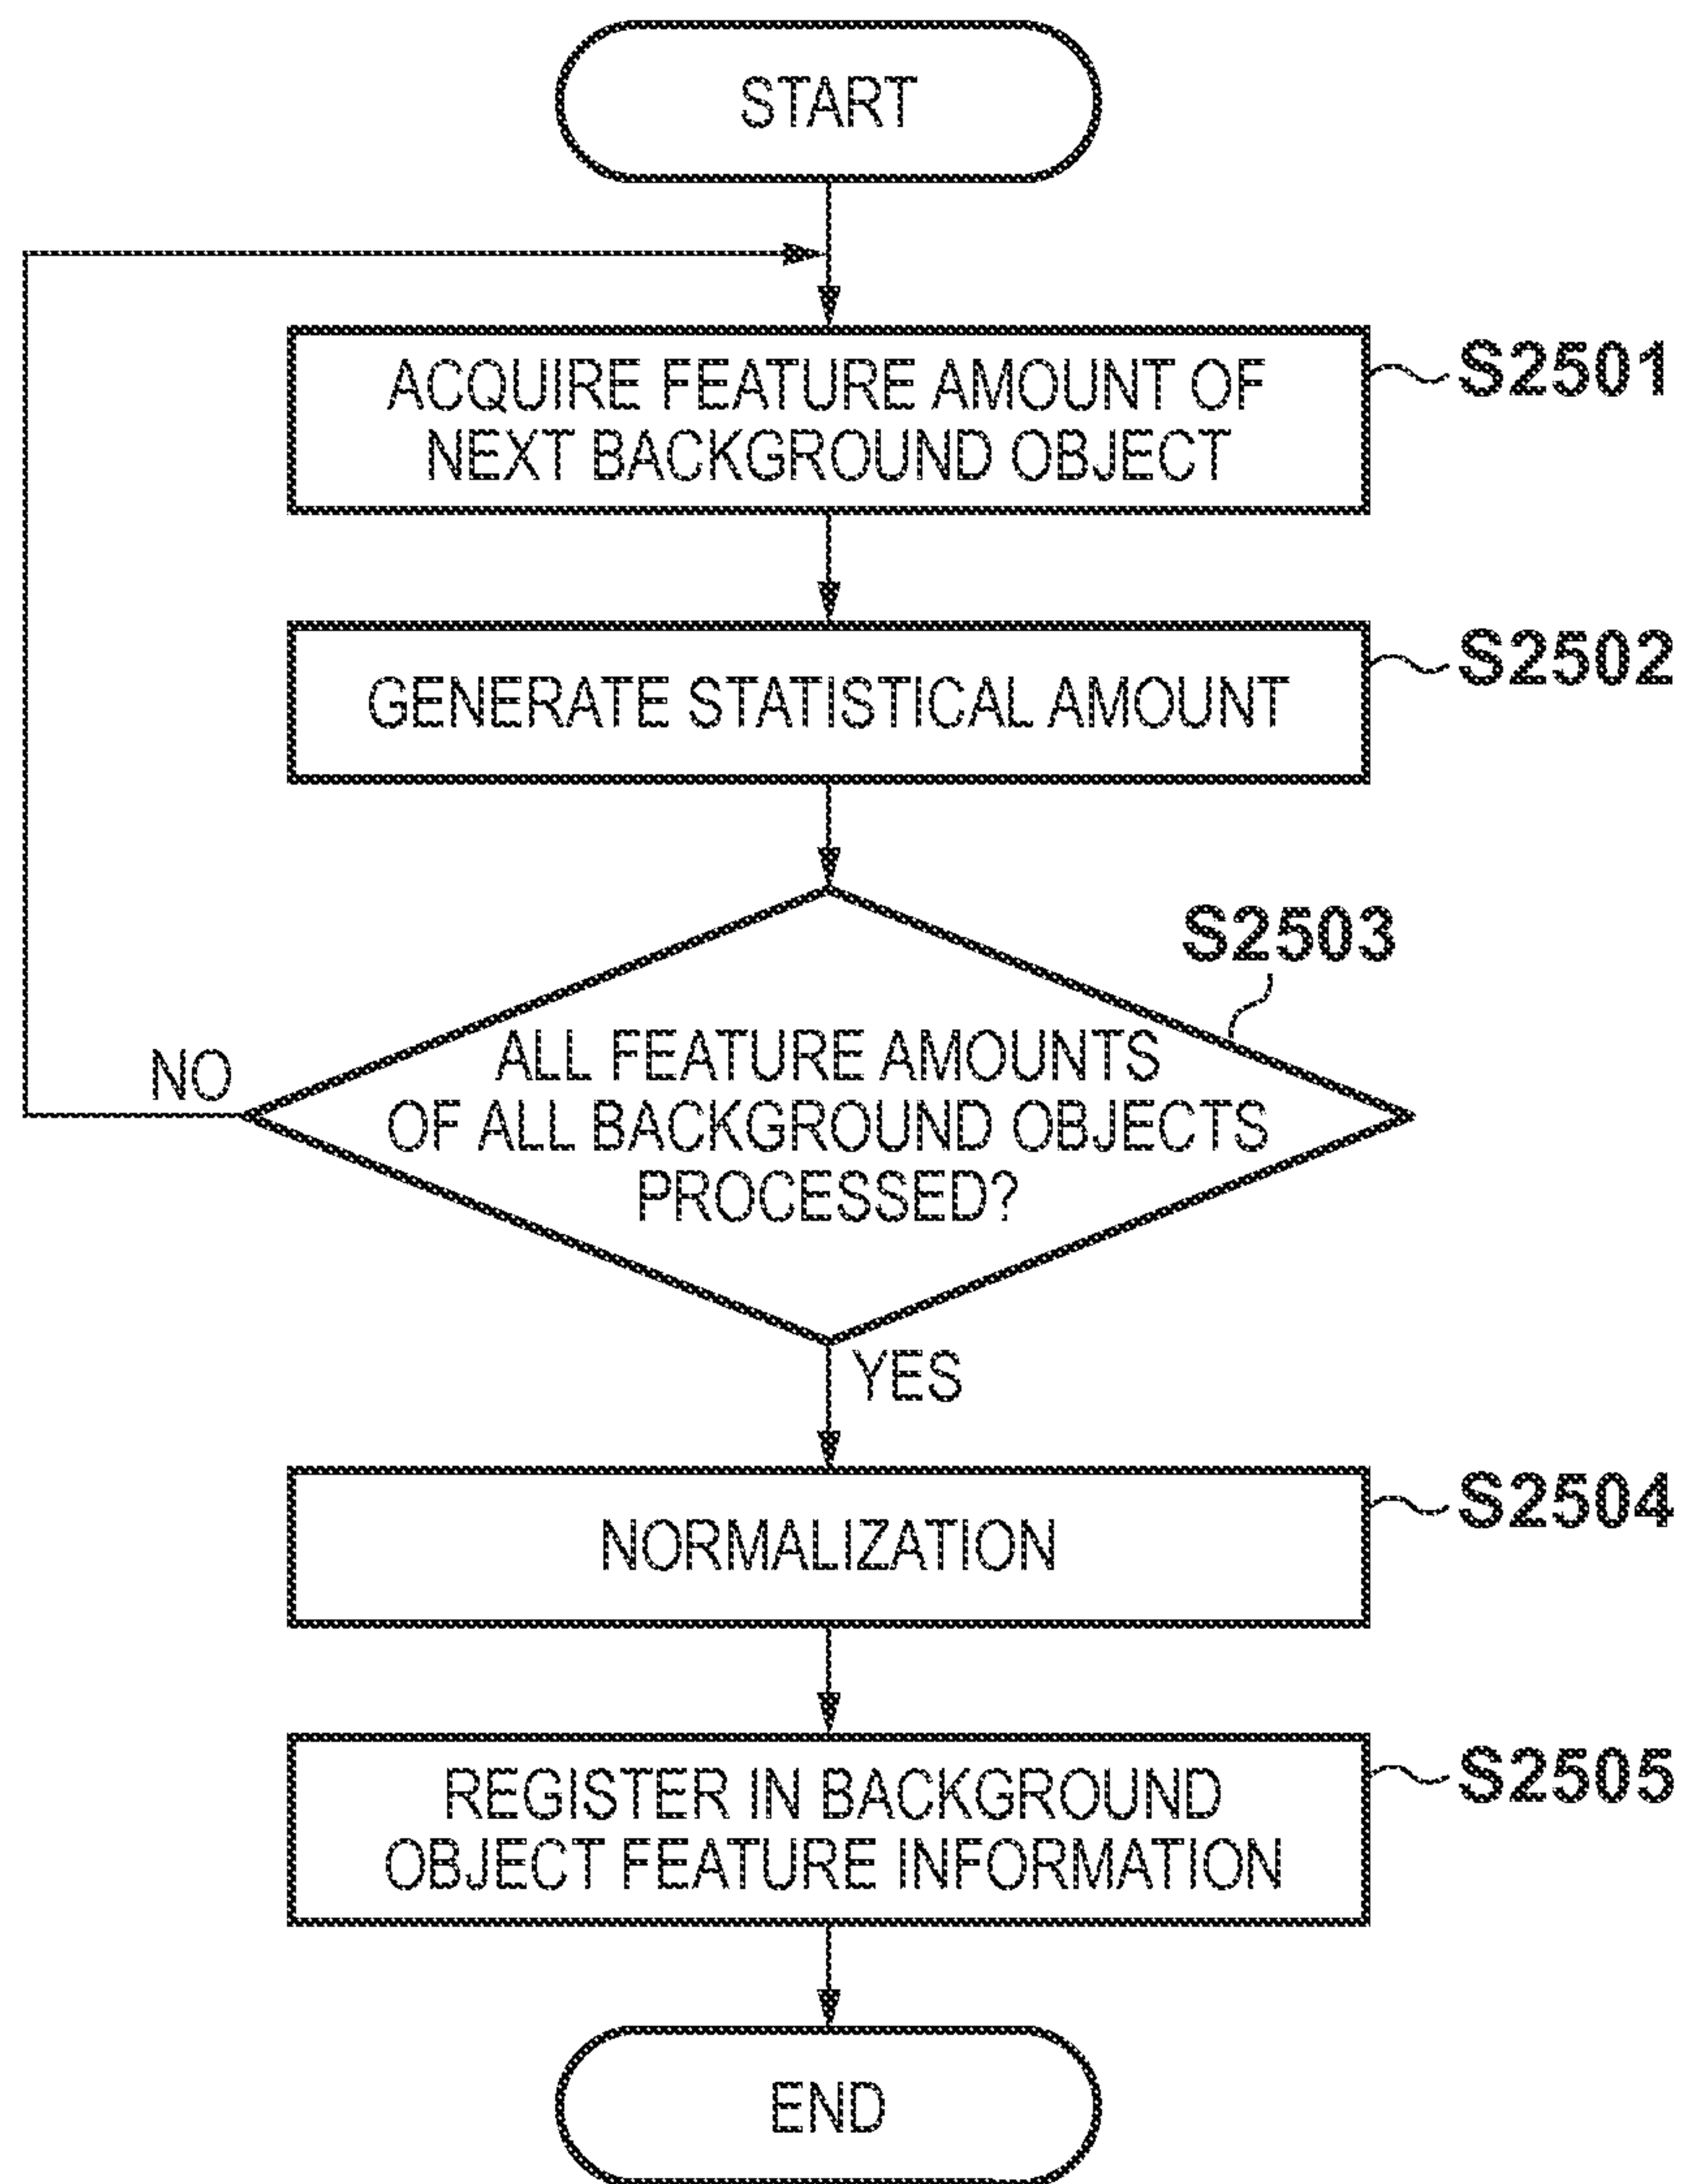 START
ACQUIRE FEATURE AMOUNT OF
NEXT BACKGROUND OBJECT
S2501
GENERATE STATISTICAL AMOUNT
S2502
S2503
ALL FEATURE AMOUNTS
OF ALL BACKGROUND OBJECTS
PROCESSED?
NO
YES
NORMALIZATION
S2504
REGISTER IN BACKGROUND
OBJECT FEATURE INFORMATION
S2505
END